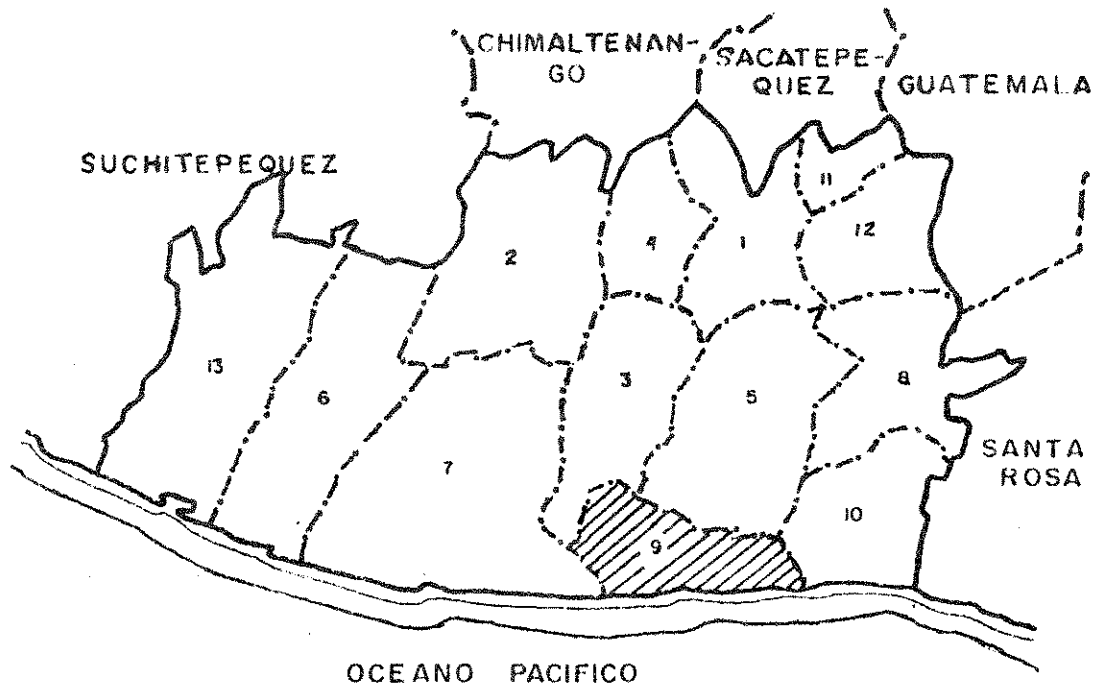 CHIMALTENAN-
GO
SACATEPE-
QUEZ
GUATEMALA
SUCHITEPEQUEZ
11
12
2
4
1
13
6
3
5
8
7
SANTA
ROSA
10
9
OCEANO PACIFICO